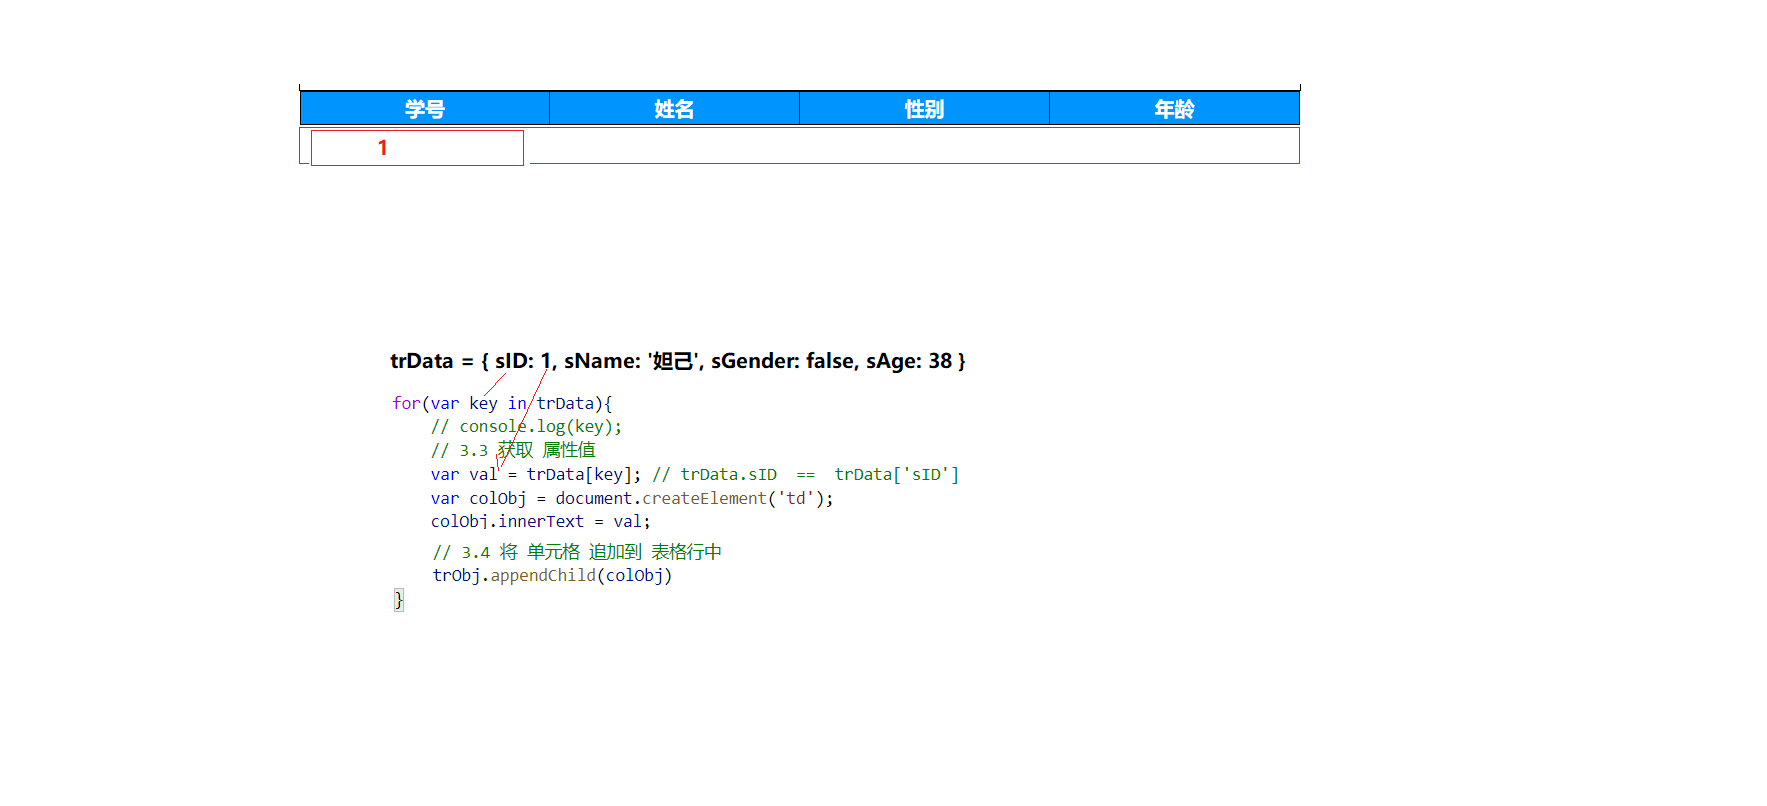 学号 姓名 性别 年龄
1
trData = { sID: 1, sName: '妲己', sGender: false, sAge: 38 }
for(var key in trData){
// console.log(key);
// 3.3 获取 属性值
var val = trData[key]; // trData.sID == trData['sID']
var colObj = document.createElement('td');
colObj.innerText = val;
// 3.4 将 单元格 追加到 表格行中
trObj.appendChild(colObj)
}